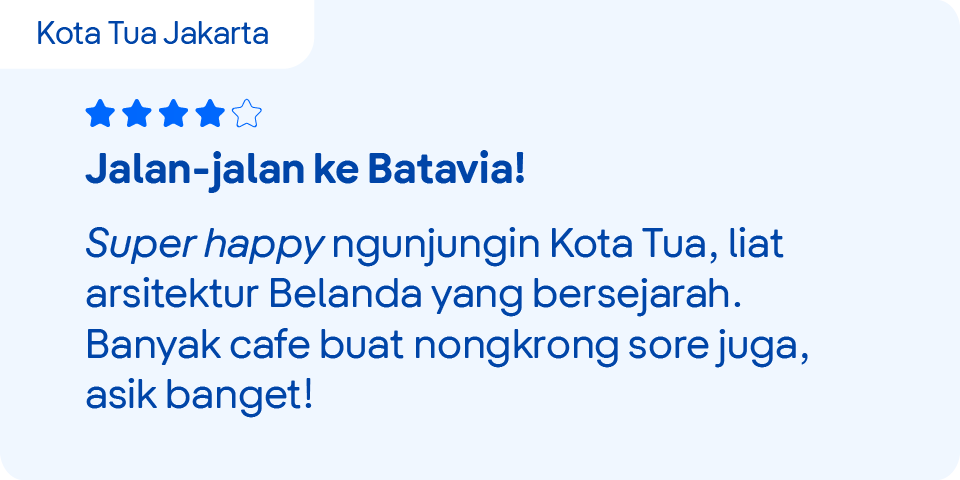 Kota Tua Jakarta
Jalan-jalan ke Batavia!
Super happy ngunjungin Kota Tua, liat
arsitektur Belanda yang bersejarah.
Banyak cafe buat nongkrong sore juga,
asik banget!